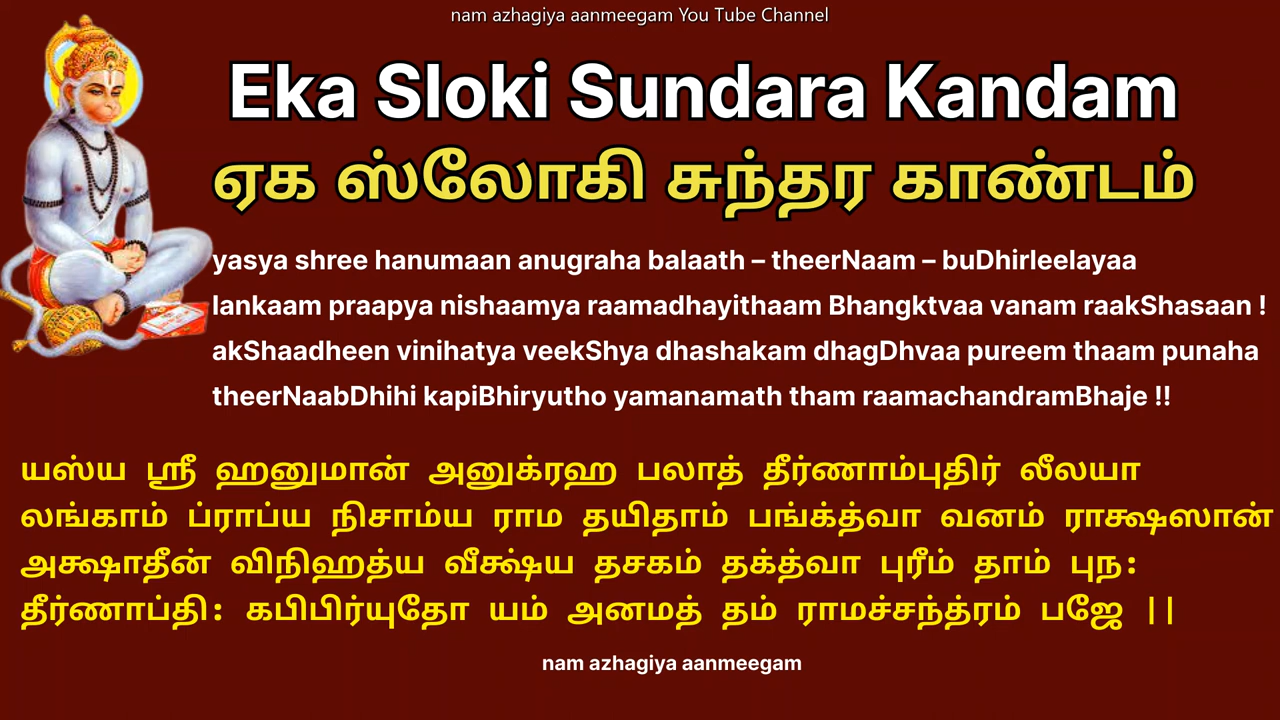 nam azhagiya aanmeegam You Tube Channel
Eka Sloki Sundara Kandam
ஏக ஸ்லோகி சுந்தர காண்டம்
yasya shree hanumaan anugraha balaath – theerNaam – buDhirleelayaa
lankaam praapya nishaamya raamadhayithaam Bhangktvaa vanam raakShasaan !
akShaadheen vinihatya veekShya dhashakam dhagDhvaa pureem thaam punaha
theerNaabDhihi kapiBhiryutho yamanamath tham raamachandramBhaje !!
யஸ்ய ஸ்ரீ ஹனுமான் அனுக்ரஹ பலாத் தீர்ணாம்புதிர் லீலயா
லங்காம் ப்ராப்ய நிசாம்ய ராம தயிதாம் பங்க்த்வா வனம் ராக்ஷஸான்
அக்ஷாதீன் விநிஹத்ய வீக்ஷ்ய தசகம் தக்த்வா புரீம் தாம் புந:
தீர்ணாப்தி: கபிபிர்யுதோ யம் அனமத் தம் ராமச்சந்த்ரம் பஜே ||
nam azhagiya aanmeegam